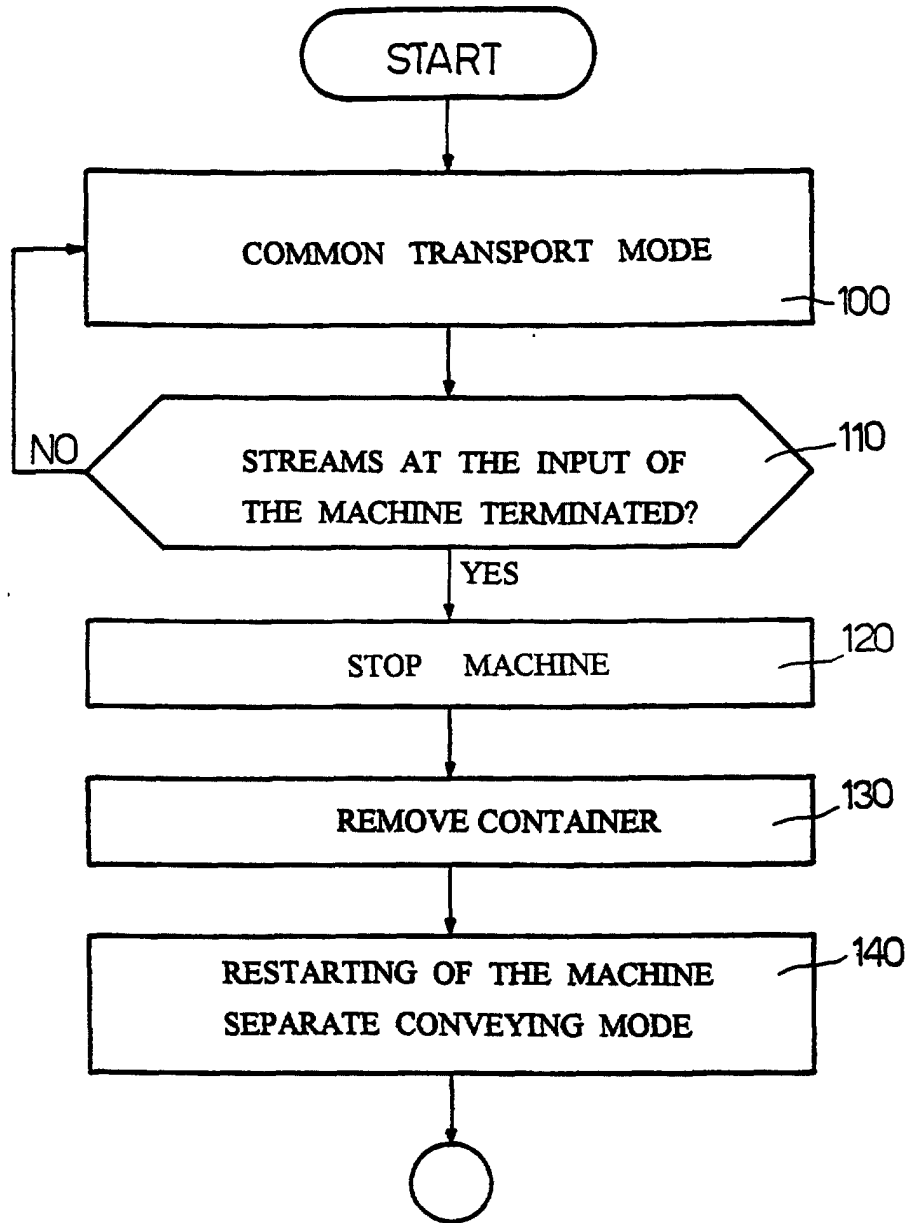 START
COMMON TRANSPORT MODE
100
NO
110
STREAMS AT THE INPUT OF
THE MACHINE TERMINATED?
YES
120
STOP MACHINE
130
REMOVE CONTAINER
140
RESTARTING OF THE MACHINE
SEPARATE CONVEYING MODE